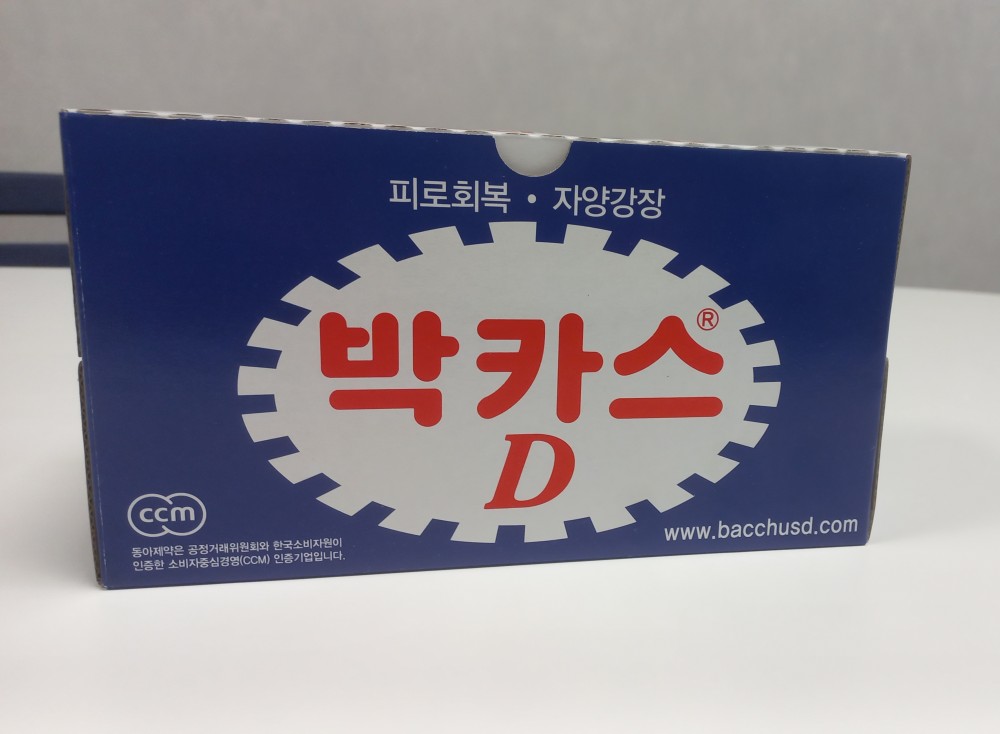 피로회복 · 자양강장
박카스®
D
ccm
동아제약은 공정거래위원회와 한국소비자원이
인증한 소비자중심경영(CCM) 인증기업입니다.
www.bacchusd.com